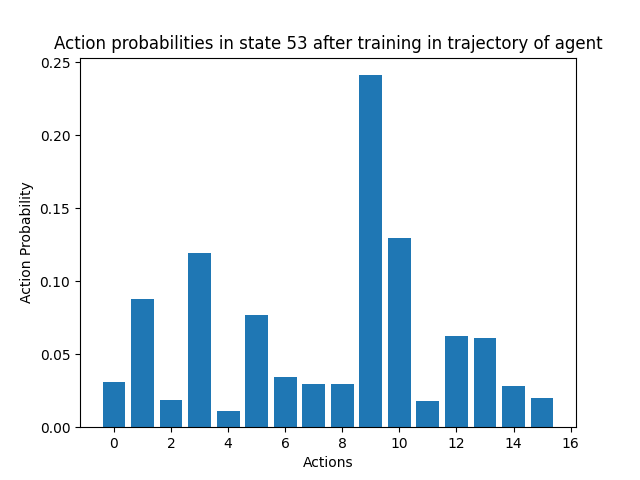 Action probabilities in state 53 after training in trajectory of agent
0.25
0.20
0.15
0.10
0.05
0.00
Action Probability
0 2 4 6 8 10 12 14 16
Actions